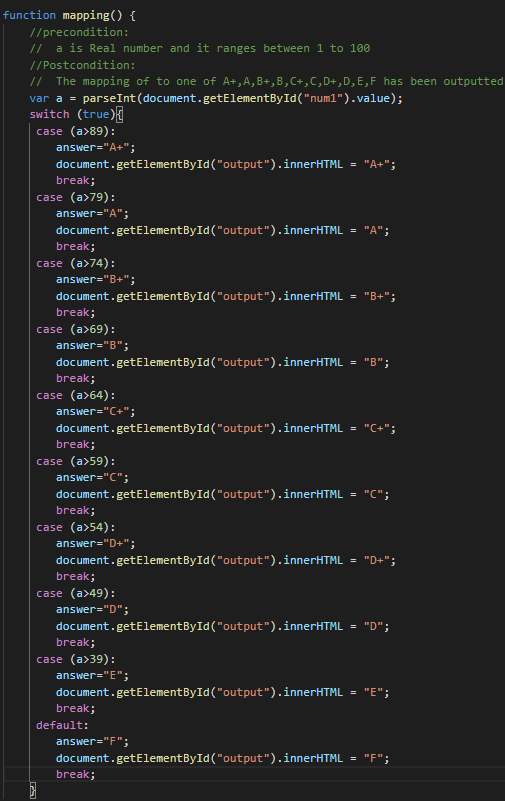 function mapping() {
//precondition:
//  a is Real number and it ranges between 1 to 100
//Postcondition:
//  The mapping of to one of A+,A,B+,B,C+,C,D+,D,E,F has been outputted
var a = parseInt(document.getElementById("num1").value);
switch (true){
case (a>89):
answer="A+";
document.getElementById("output").innerHTML = "A+";
break;
case (a>79):
answer="A";
document.getElementById("output").innerHTML = "A";
break;
case (a>74):
answer="B+";
document.getElementById("output").innerHTML = "B+";
break;
case (a>69):
answer="B";
document.getElementById("output").innerHTML = "B";
break;
case (a>64):
answer="C+";
document.getElementById("output").innerHTML = "C+";
break;
case (a>59):
answer="C";
document.getElementById("output").innerHTML = "C";
break;
case (a>54):
answer="D+";
document.getElementById("output").innerHTML = "D+";
break;
case (a>49):
answer="D";
document.getElementById("output").innerHTML = "D";
break;
case (a>39):
answer="E";
document.getElementById("output").innerHTML = "E";
break;
default:
answer="F";
document.getElementById("output").innerHTML = "F";
break;
}